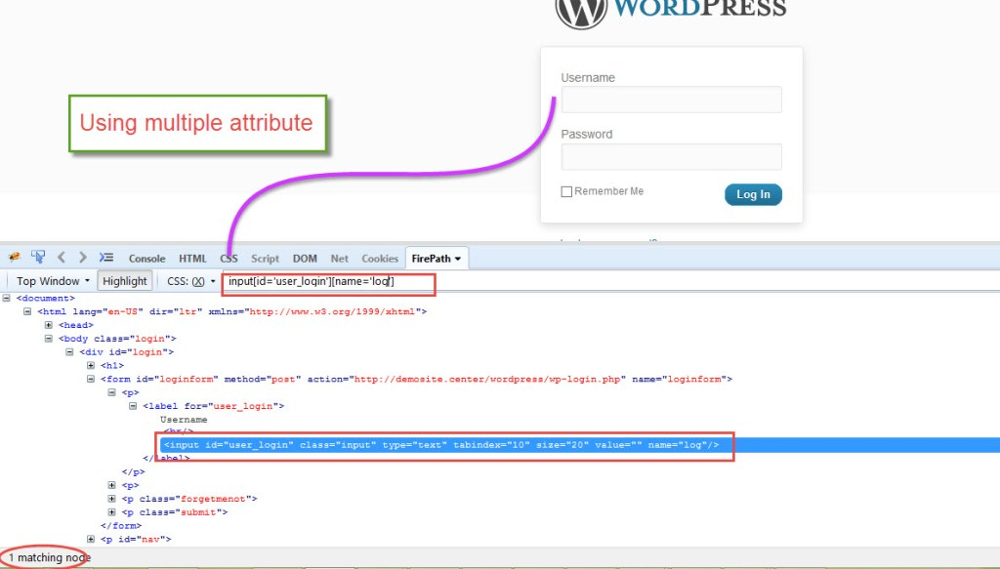 WORDPRESS
Username
Using multiple attribute
Password
Remember Me
Log In
Console HTML CSS Script DOM Net Cookies FirePath
Top Window Highlight CSS: (X) input[id='user_login'][name='log']
<document>
<html lang="en-US" dir="ltr" xmlns="http://www.w3.org/1999/xhtml">
<head>
<body class="login">
<div id="login">
<h1>
<form id="loginform" method="post" action="http://demosite.center/wordpress/wp-login.php" name="loginform">
<p>
<label for="user_login">
Username
<br/>
<input id="user_login" class="input" type="text" tabindex="10" size="20" value="" name="log"/>
</label>
</p>
<p>
<p class="forgetmenot">
<p class="submit">
</form>
<p id="nav">
1 matching node